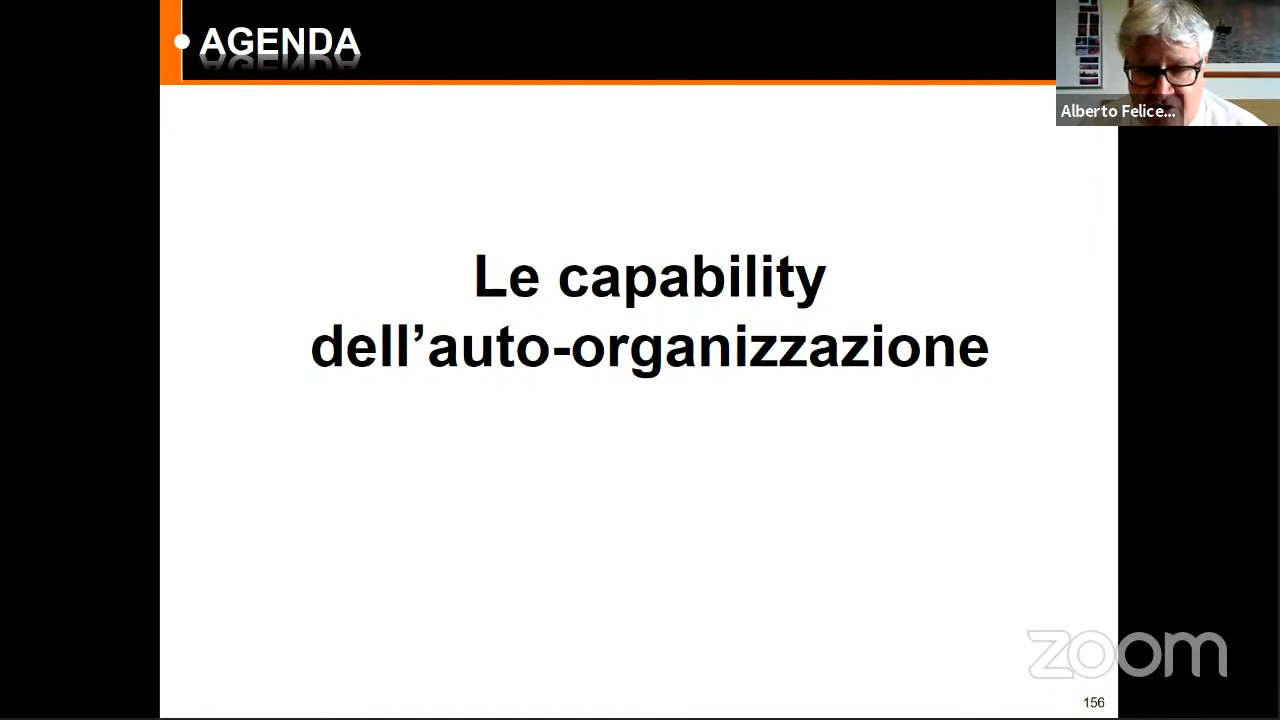 AGENDA
Alberto Felice...
Le capability
dell’auto-organizzazione
zoom
156